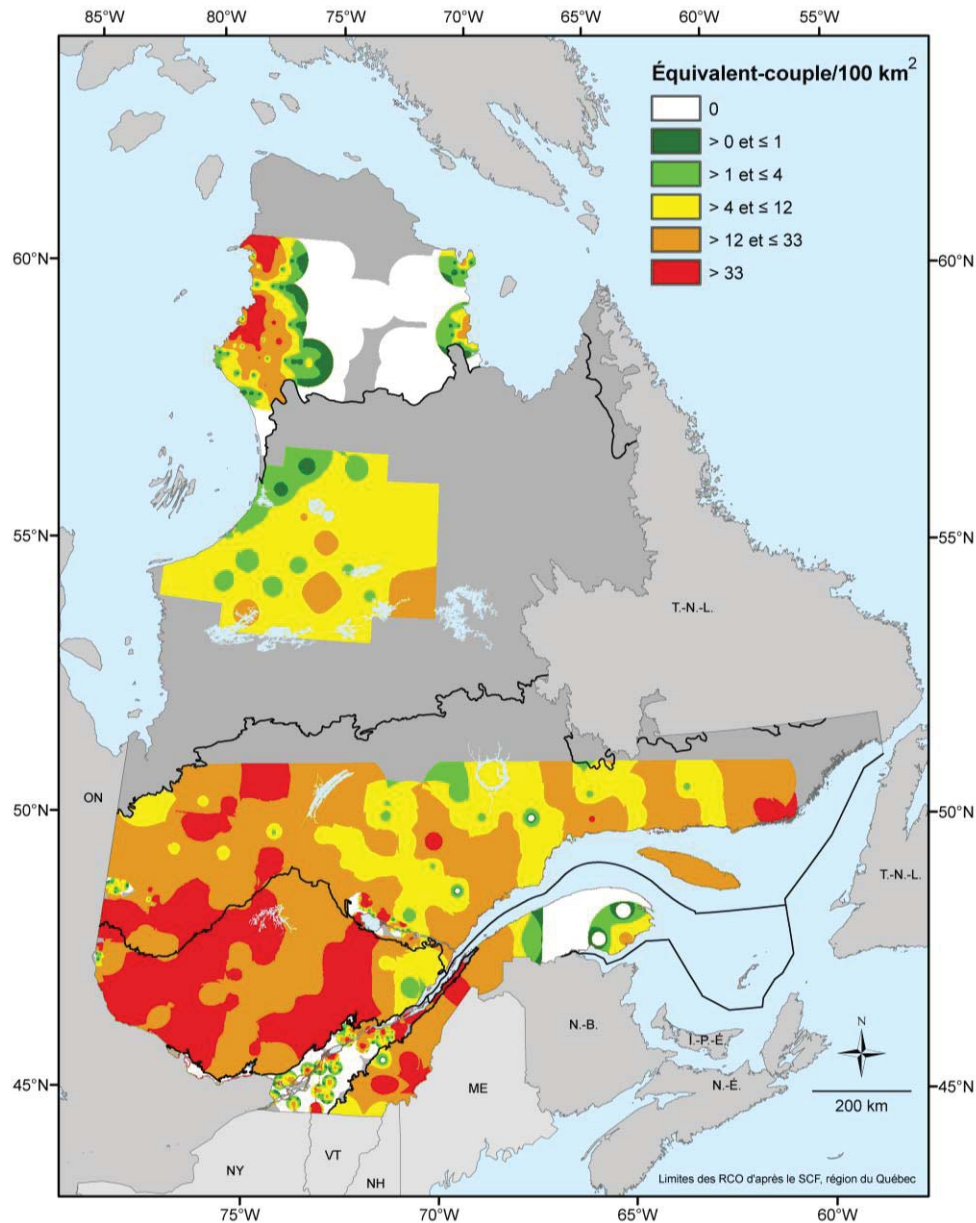 85°W 80°W 75°W 70°W 65°W 60°W 55°W
Équivalent-couple/100 km²
0
> 0 et ≤ 1
> 1 et ≤ 4
> 4 et ≤ 12
> 12 et ≤ 33
> 33
60°N 60°N
55°N 55°N
T.-N.-L.
ON
50°N 50°N
T.-N.-L.
N.-B.
Î.-P.-É.
N
45°N 45°N
ME
N.-É.
200 km
VT
NY
NH
Limites des RCO d'après le SCF, région du Québec
75°W 70°W 65°W 60°W